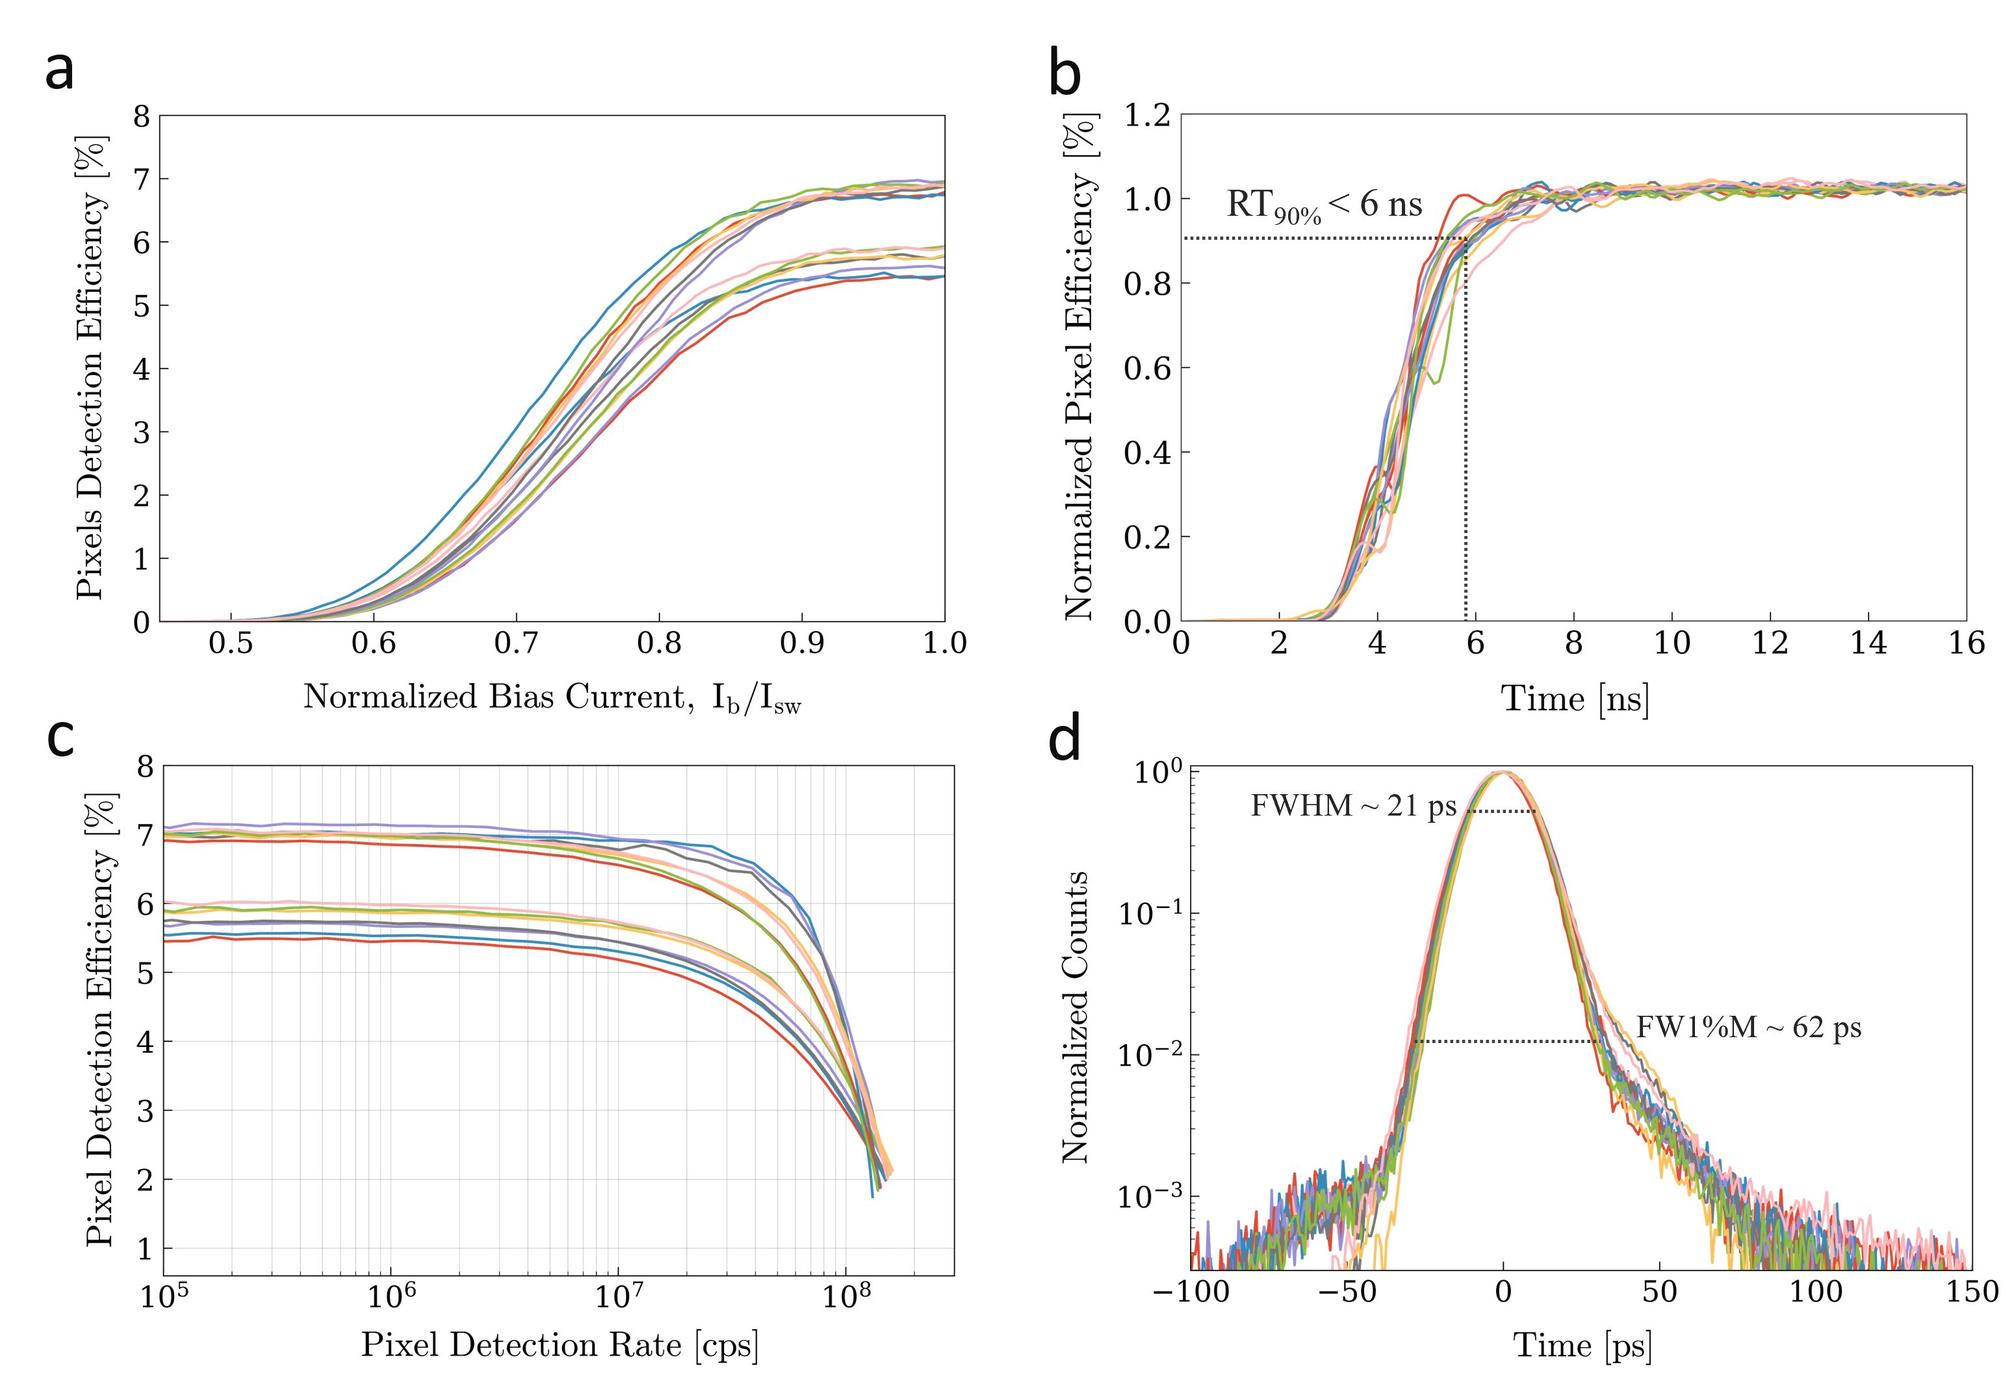 a
8
7
6
5
4
3
2
1
0
Pixels Detection Efficiency [%]
0.5 0.6 0.7 0.8 0.9 1.0
Normalized Bias Current, I_b/I_sw
b
1.2
1.0
0.8
0.6
0.4
0.2
0.0
Normalized Pixel Efficiency [%]
RT_90% < 6 ns
0 2 4 6 8 10 12 14 16
Time [ns]
c
8
7
6
5
4
3
2
1
Pixel Detection Efficiency [%]
10^5 10^6 10^7 10^8
Pixel Detection Rate [cps]
d
10^0
10^−1
10^−2
10^−3
Normalized Counts
FWHM ~ 21 ps
FW1%M ~ 62 ps
−100 −50 0 50 100 150
Time [ps]